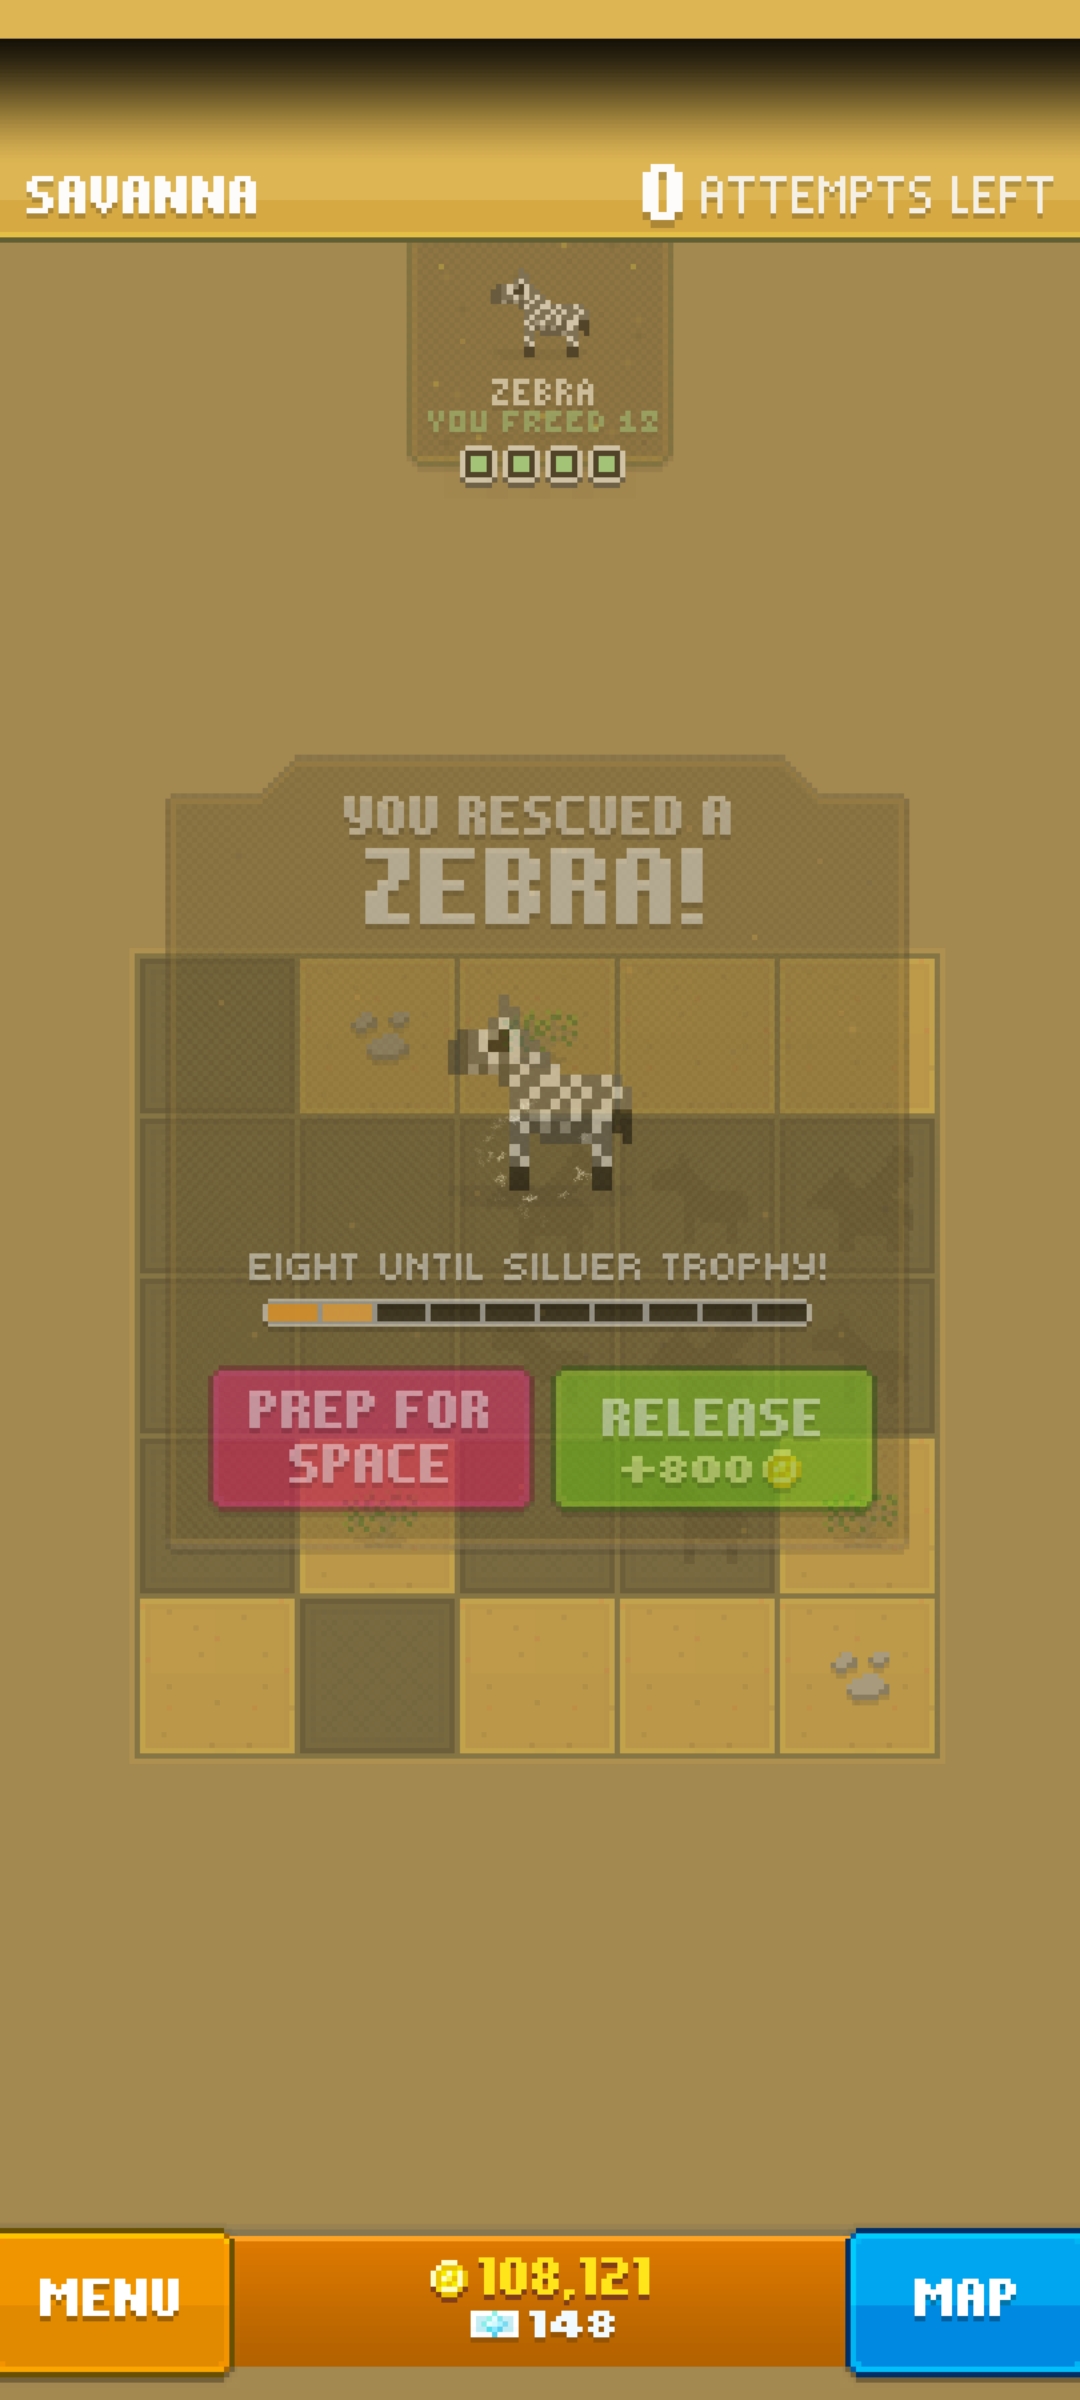 SAVANNA
0 ATTEMPTS LEFT
ZEBRA
YOU FREED 12
YOU RESCUED A
ZEBRA!
EIGHT UNTIL SILVER TROPHY!
PREP FOR
SPACE
RELEASE
+800
MENU
108,121
148
MAP